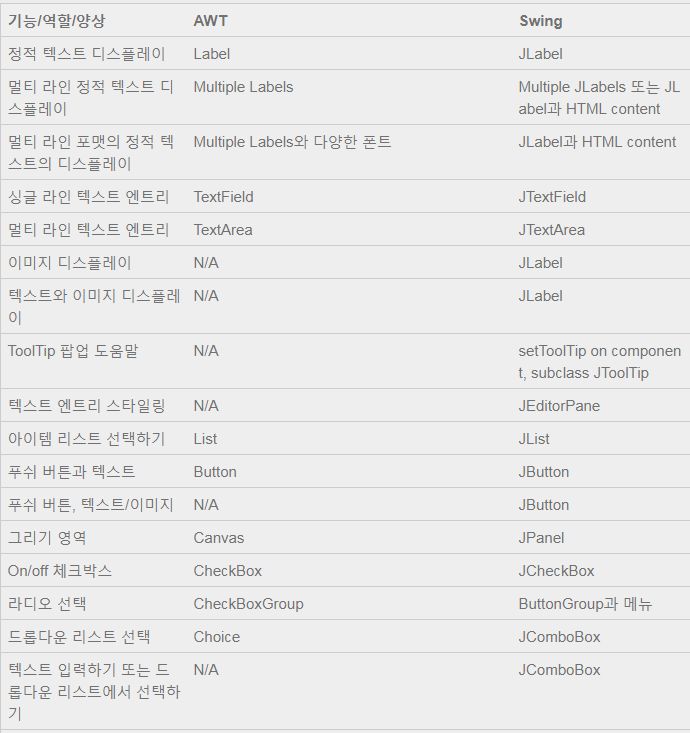 기능/역할/양상 AWT Swing
정적 텍스트 디스플레이 Label JLabel
멀티 라인 정적 텍스트 디 Multiple Labels Multiple JLabels 또는 JL
스플레이 abel과 HTML content
멀티 라인 포맷의 정적 텍 Multiple Labels와 다양한 폰트 JLabel과 HTML content
스트의 디스플레이
싱글 라인 텍스트 엔트리 TextField JTextField
멀티 라인 텍스트 엔트리 TextArea JTextArea
이미지 디스플레이 N/A JLabel
텍스트와 이미지 디스플레 N/A JLabel
이
ToolTip 팝업 도움말 N/A setToolTip on componen
t, subclass JToolTip
텍스트 엔트리 스타일링 N/A JEditorPane
아이템 리스트 선택하기 List JList
푸쉬 버튼과 텍스트 Button JButton
푸쉬 버튼, 텍스트/이미지 N/A JButton
그리기 영역 Canvas JPanel
On/off 체크박스 CheckBox JCheckBox
라디오 선택 CheckBoxGroup ButtonGroup과 메뉴
드롭다운 리스트 선택 Choice JComboBox
텍스트 입력하기 또는 드 N/A JComboBox
롭다운 리스트에서 선택하
기